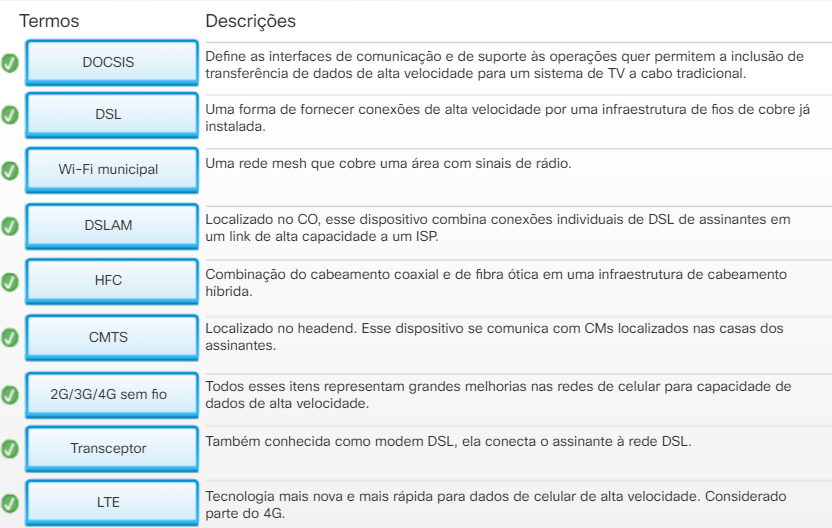 Termos
Descrições
DOCSIS
Define as interfaces de comunicação e de suporte às operações quer permitem a inclusão de
transferência de dados de alta velocidade para um sistema de TV a cabo tradicional.
DSL
Uma forma de fornecer conexões de alta velocidade por uma infraestrutura de fios de cobre já
instalada.
Wi-Fi municipal
Uma rede mesh que cobre uma área com sinais de rádio.
DSLAM
Localizado no CO, esse dispositivo combina conexões individuais de DSL de assinantes em
um link de alta capacidade a um ISP.
HFC
Combinação do cabeamento coaxial e de fibra ótica em uma infraestrutura de cabeamento
híbrida.
CMTS
Localizado no headend. Esse dispositivo se comunica com CMs localizados nas casas dos
assinantes.
2G/3G/4G sem fio
Todos esses itens representam grandes melhorias nas redes de celular para capacidade de
dados de alta velocidade.
Transceptor
Também conhecida como modem DSL, ela conecta o assinante à rede DSL.
LTE
Tecnologia mais nova e mais rápida para dados de celular de alta velocidade. Considerado
parte do 4G.